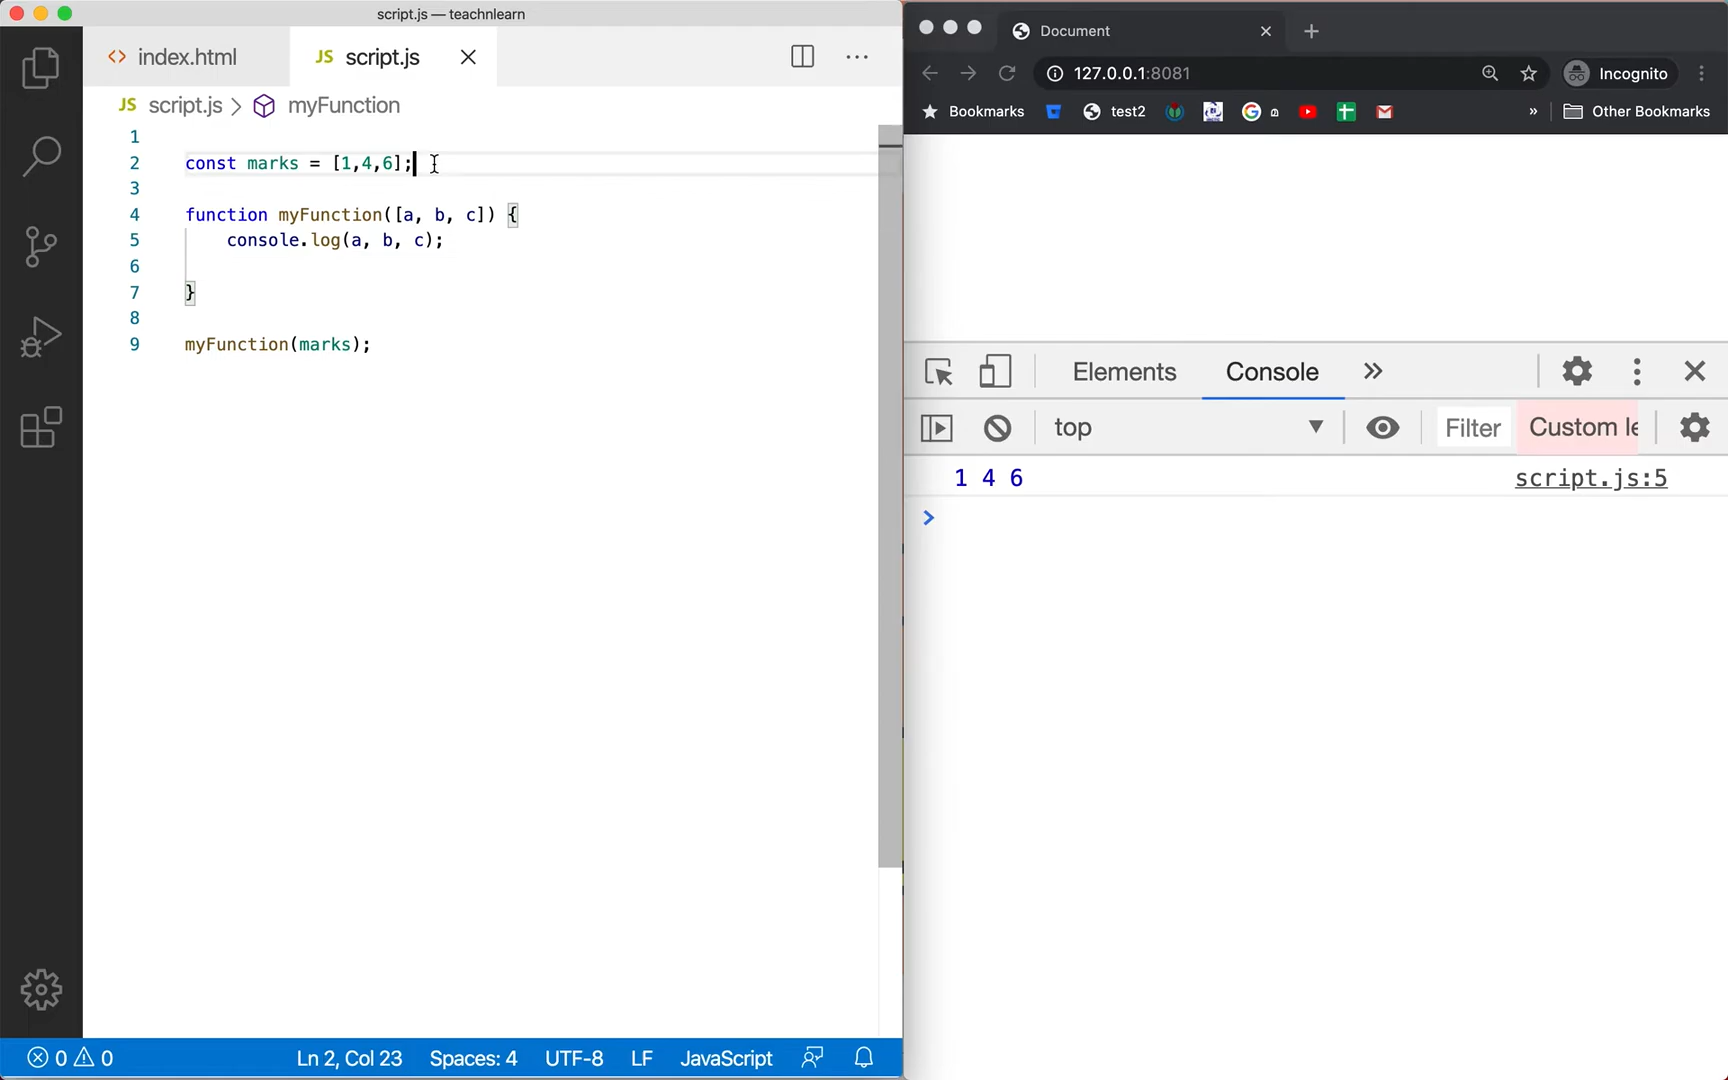 script.js — teachnlearn
<> index.html JS script.js
JS script.js > myFunction
1
2 const marks = [1,4,6];
3
4 function myFunction([a, b, c]) {
5 console.log(a, b, c);
6
7 }
8
9 myFunction(marks);
0 0 Ln 2, Col 23 Spaces: 4 UTF-8 LF JavaScript
Document
127.0.0.1:8081 Incognito
Bookmarks test2 » Other Bookmarks
Elements Console »
top Filter Custom le
1 4 6 script.js:5
>